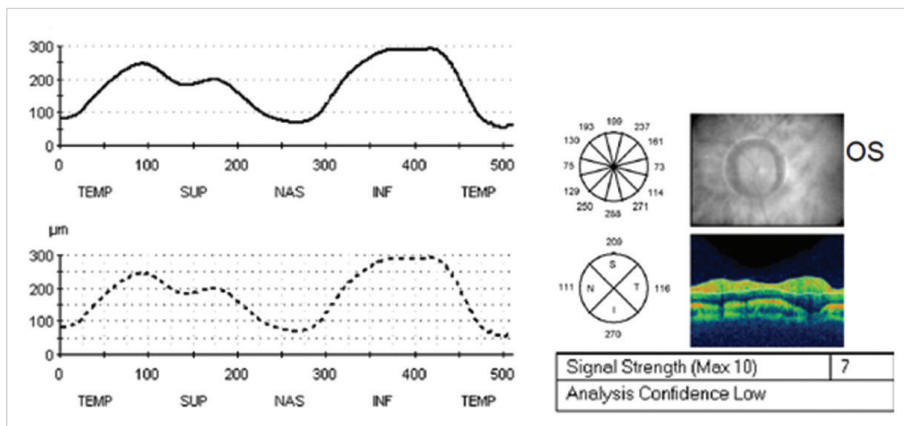 300
200
100
0
0 100 200 300 400 500
TEMP SUP NAS INF TEMP
µm
300
200
100
0
0 100 200 300 400 500
TEMP SUP NAS INF TEMP
193 199 237
130 161
75 73
129 114
250 271
268
209
S
111 N T 116
I
270
OS
Signal Strength (Max 10) 7
Analysis Confidence Low